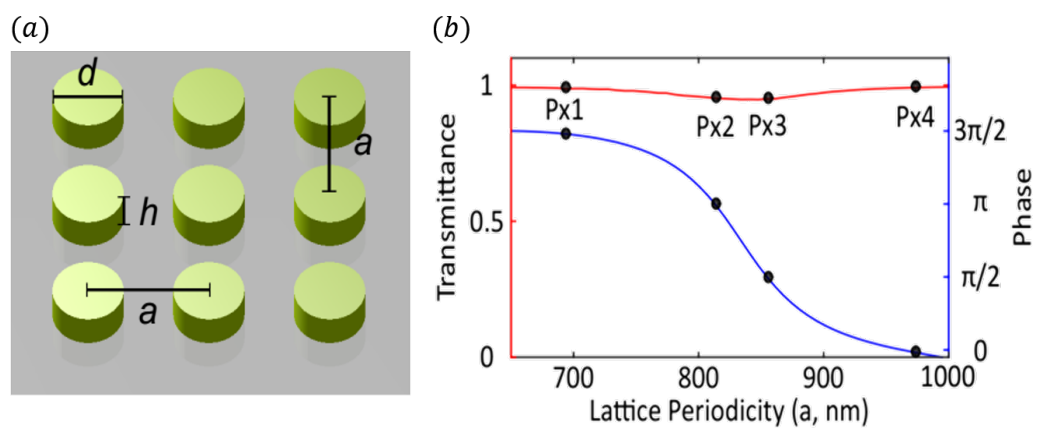 (a)
d
a
h
a
(b)
1
0.5
0
Transmittance
Px1
Px2
Px3
Px4
3π/2
π
π/2
0
Phase
700
800
900
1000
Lattice Periodicity (a, nm)